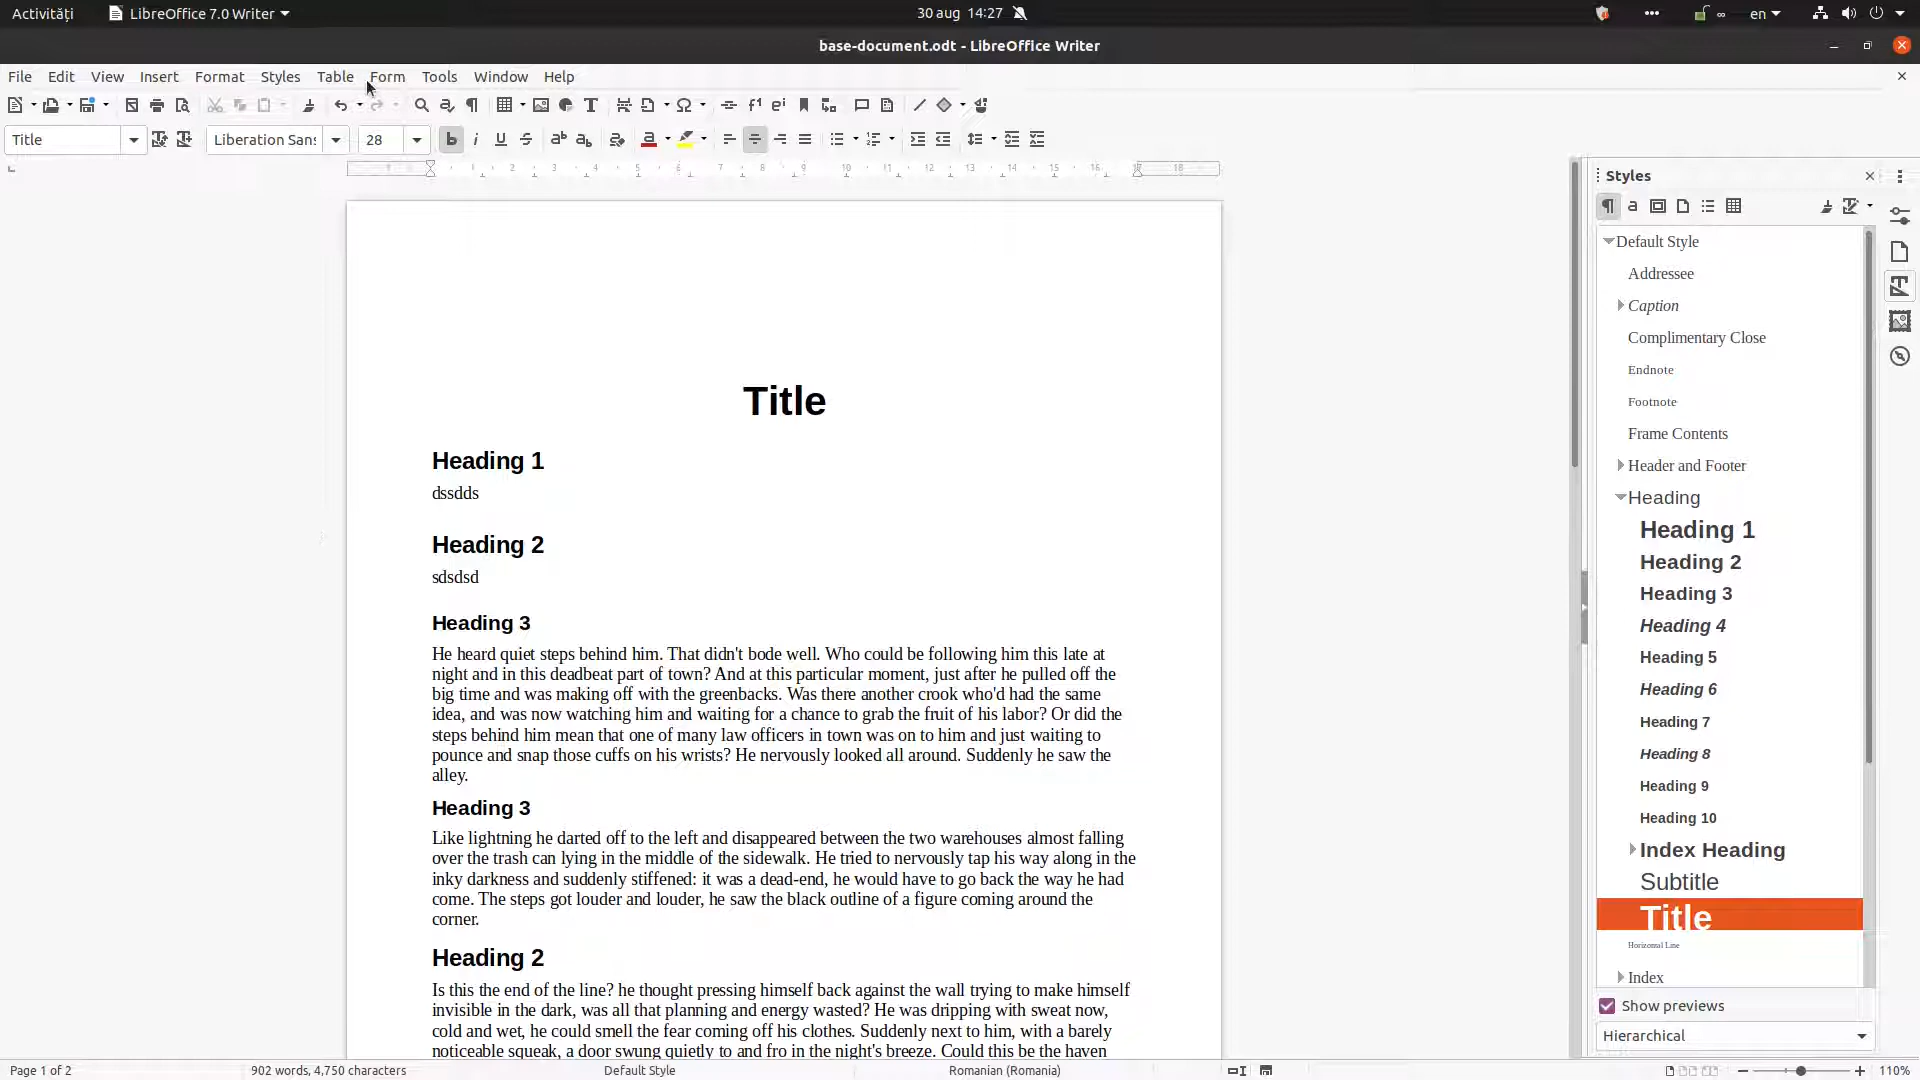 Activități
LibreOffice 7.0 Writer
30 aug 14:27
∞
en
base-document.odt - LibreOffice Writer
File Edit View Insert Format Styles Table Form Tools Window Help
Title
Liberation Sans
28
1 2 3 4 5 6 7 8 9 10 11 12 13 14 15 16 17 18
Title
Heading 1
dssdds
Heading 2
sdsdsd
Heading 3
He heard quiet steps behind him. That didn't bode well. Who could be following him this late at
night and in this deadbeat part of town? And at this particular moment, just after he pulled off the
big time and was making off with the greenbacks. Was there another crook who'd had the same
idea, and was now watching him and waiting for a chance to grab the fruit of his labor? Or did the
steps behind him mean that one of many law officers in town was on to him and just waiting to
pounce and snap those cuffs on his wrists? He nervously looked all around. Suddenly he saw the
alley.
Heading 3
Like lightning he darted off to the left and disappeared between the two warehouses almost falling
over the trash can lying in the middle of the sidewalk. He tried to nervously tap his way along in the
inky darkness and suddenly stiffened: it was a dead-end, he would have to go back the way he had
come. The steps got louder and louder, he saw the black outline of a figure coming around the
corner.
Heading 2
Is this the end of the line? he thought pressing himself back against the wall trying to make himself
invisible in the dark, was all that planning and energy wasted? He was dripping with sweat now,
cold and wet, he could smell the fear coming off his clothes. Suddenly next to him, with a barely
noticeable squeak, a door swung quietly to and fro in the night's breeze. Could this be the haven
Styles
Default Style
Addressee
Caption
Complimentary Close
Endnote
Footnote
Frame Contents
Header and Footer
Heading
Heading 1
Heading 2
Heading 3
Heading 4
Heading 5
Heading 6
Heading 7
Heading 8
Heading 9
Heading 10
Index Heading
Subtitle
Title
Horizontal Line
Index
Show previews
Hierarchical
Page 1 of 2
902 words, 4,750 characters
Default Style
Romanian (Romania)
110%